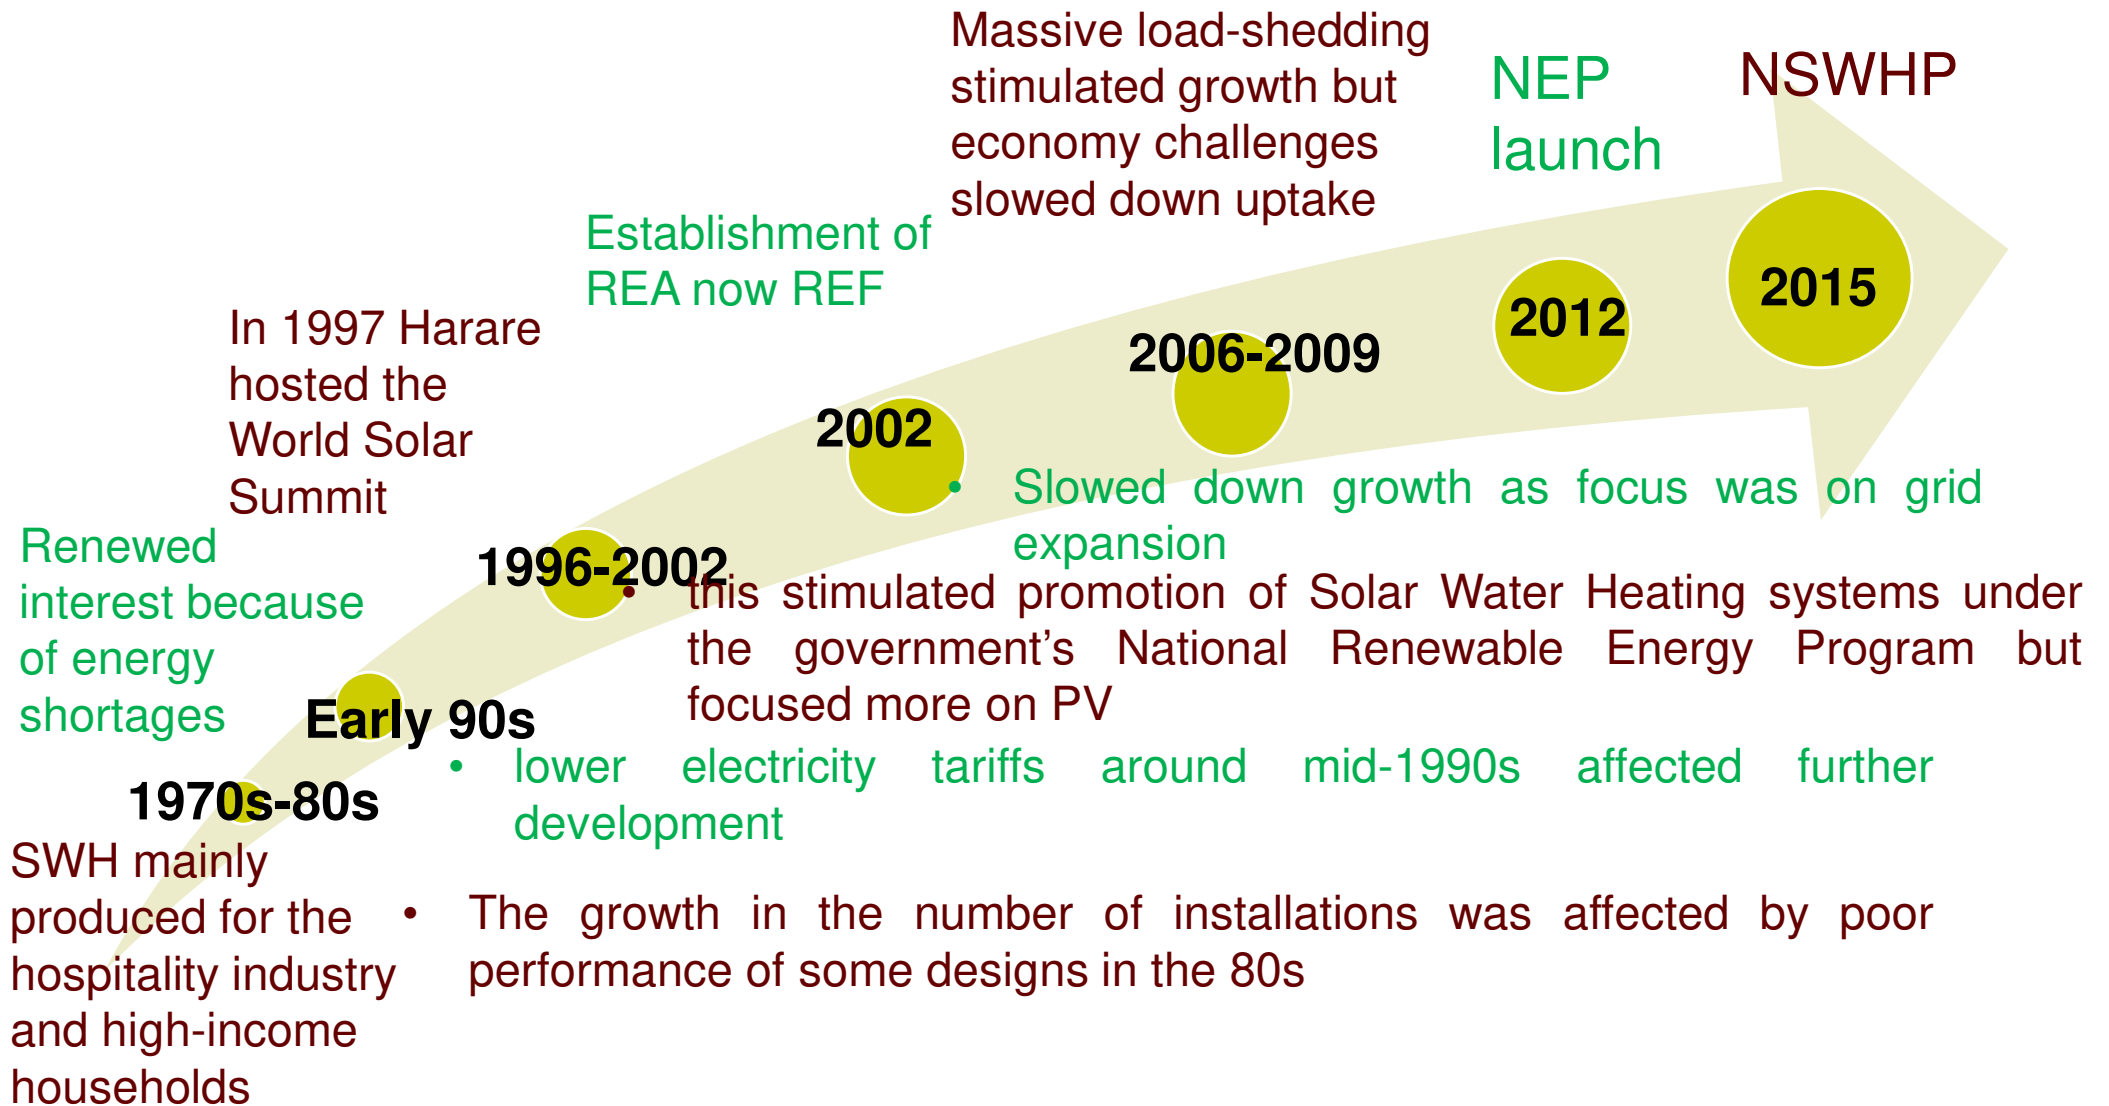 Massive load-shedding
stimulated growth but
economy challenges
slowed down uptake
NEP
launch
NSWHP
Establishment of
REA now REF
In 1997 Harare
hosted the
World Solar
Summit
2015
2012
2006-2009
2002
• Slowed down growth as focus was on grid
expansion
Renewed
interest because
of energy
shortages
1996-2002
• this stimulated promotion of Solar Water Heating systems under
the government’s National Renewable Energy Program but
focused more on PV
Early 90s
• lower electricity tariffs around mid-1990s affected further
development
1970s-80s
SWH mainly
produced for the
hospitality industry
and high-income
households
• The growth in the number of installations was affected by poor
performance of some designs in the 80s